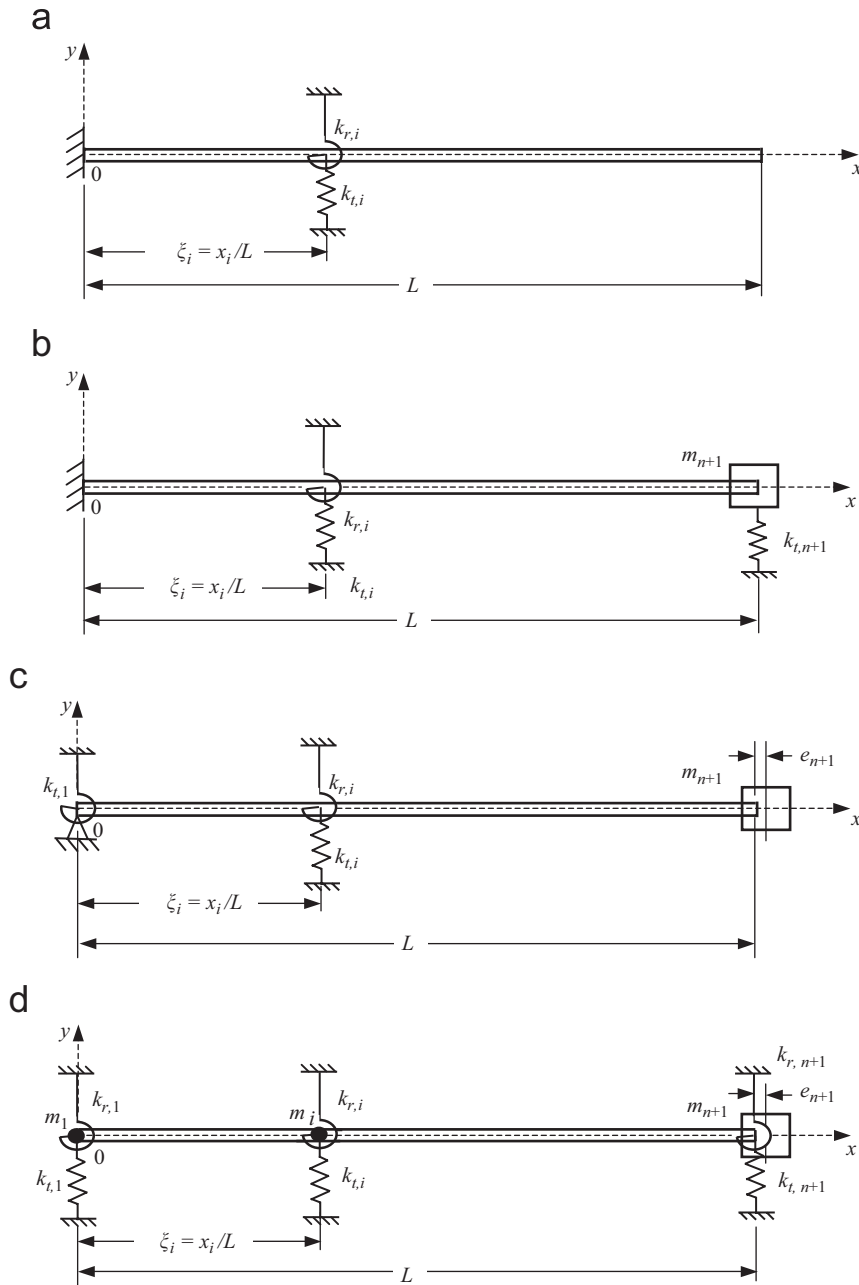 a
y
k_{r,i}
0
x
k_{t,i}
ξ_i = x_i/L
L
b
y
m_{n+1}
0
x
k_{r,i}
k_{t,n+1}
ξ_i = x_i/L
k_{t,i}
L
c
y
e_{n+1}
k_{t,1}
k_{r,i}
m_{n+1}
0
x
k_{t,i}
ξ_i = x_i/L
L
d
y
k_{r, n+1}
k_{r,1}
k_{r,i}
e_{n+1}
m_1
m_i
m_{n+1}
0
x
k_{t,1}
k_{t,i}
k_{t, n+1}
ξ_i = x_i/L
L